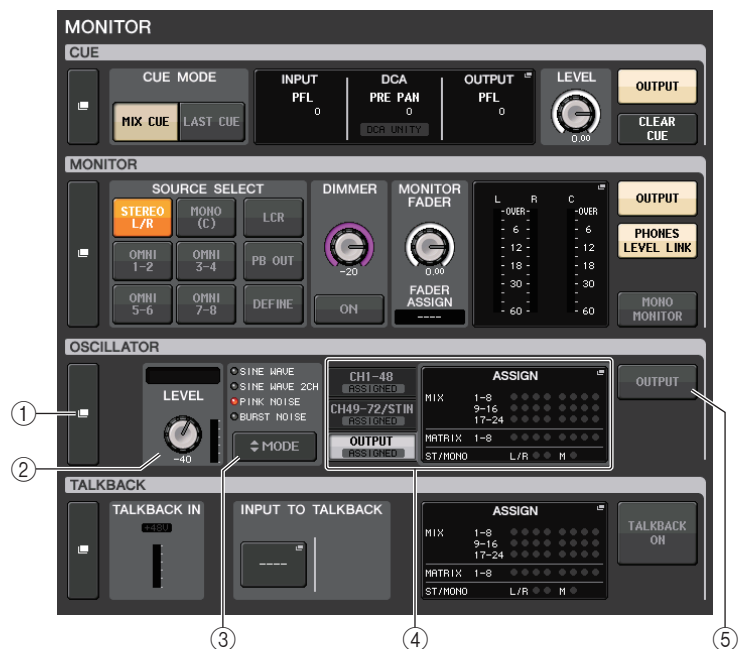 MONITOR
CUE
CUE MODE
MIX CUE
LAST CUE
INPUT
PFL
0
DCA
PRE PAN
0
DCA UNITY
OUTPUT
PFL
0
LEVEL
0.00
OUTPUT
CLEAR
CUE
MONITOR
SOURCE SELECT
STEREO
L/R
MONO
(C)
LCR
OMNI
1-2
OMNI
3-4
PB OUT
OMNI
5-6
OMNI
7-8
DEFINE
DIMMER
-20
ON
MONITOR
FADER
0.00
FADER
ASSIGN
----
L R C
-OVER- -OVER
6 6
12 12
18 18
30 30
60 60
OUTPUT
PHONES
LEVEL LINK
MONO
MONITOR
OSCILLATOR
LEVEL
-40
SINE WAVE
SINE WAVE 2CH
PINK NOISE
BURST NOISE
MODE
CH1-48
ASSIGNED
CH49-72/STIN
ASSIGNED
OUTPUT
ASSIGNED
ASSIGN
MIX 1-8
9-16
17-24
MATRIX 1-8
ST/MONO L/R M
OUTPUT
1
2
TALKBACK
TALKBACK IN
+48V
INPUT TO TALKBACK
----
ASSIGN
MIX 1-8
9-16
17-24
MATRIX 1-8
ST/MONO L/R M
TALKBACK
ON
3
4
5